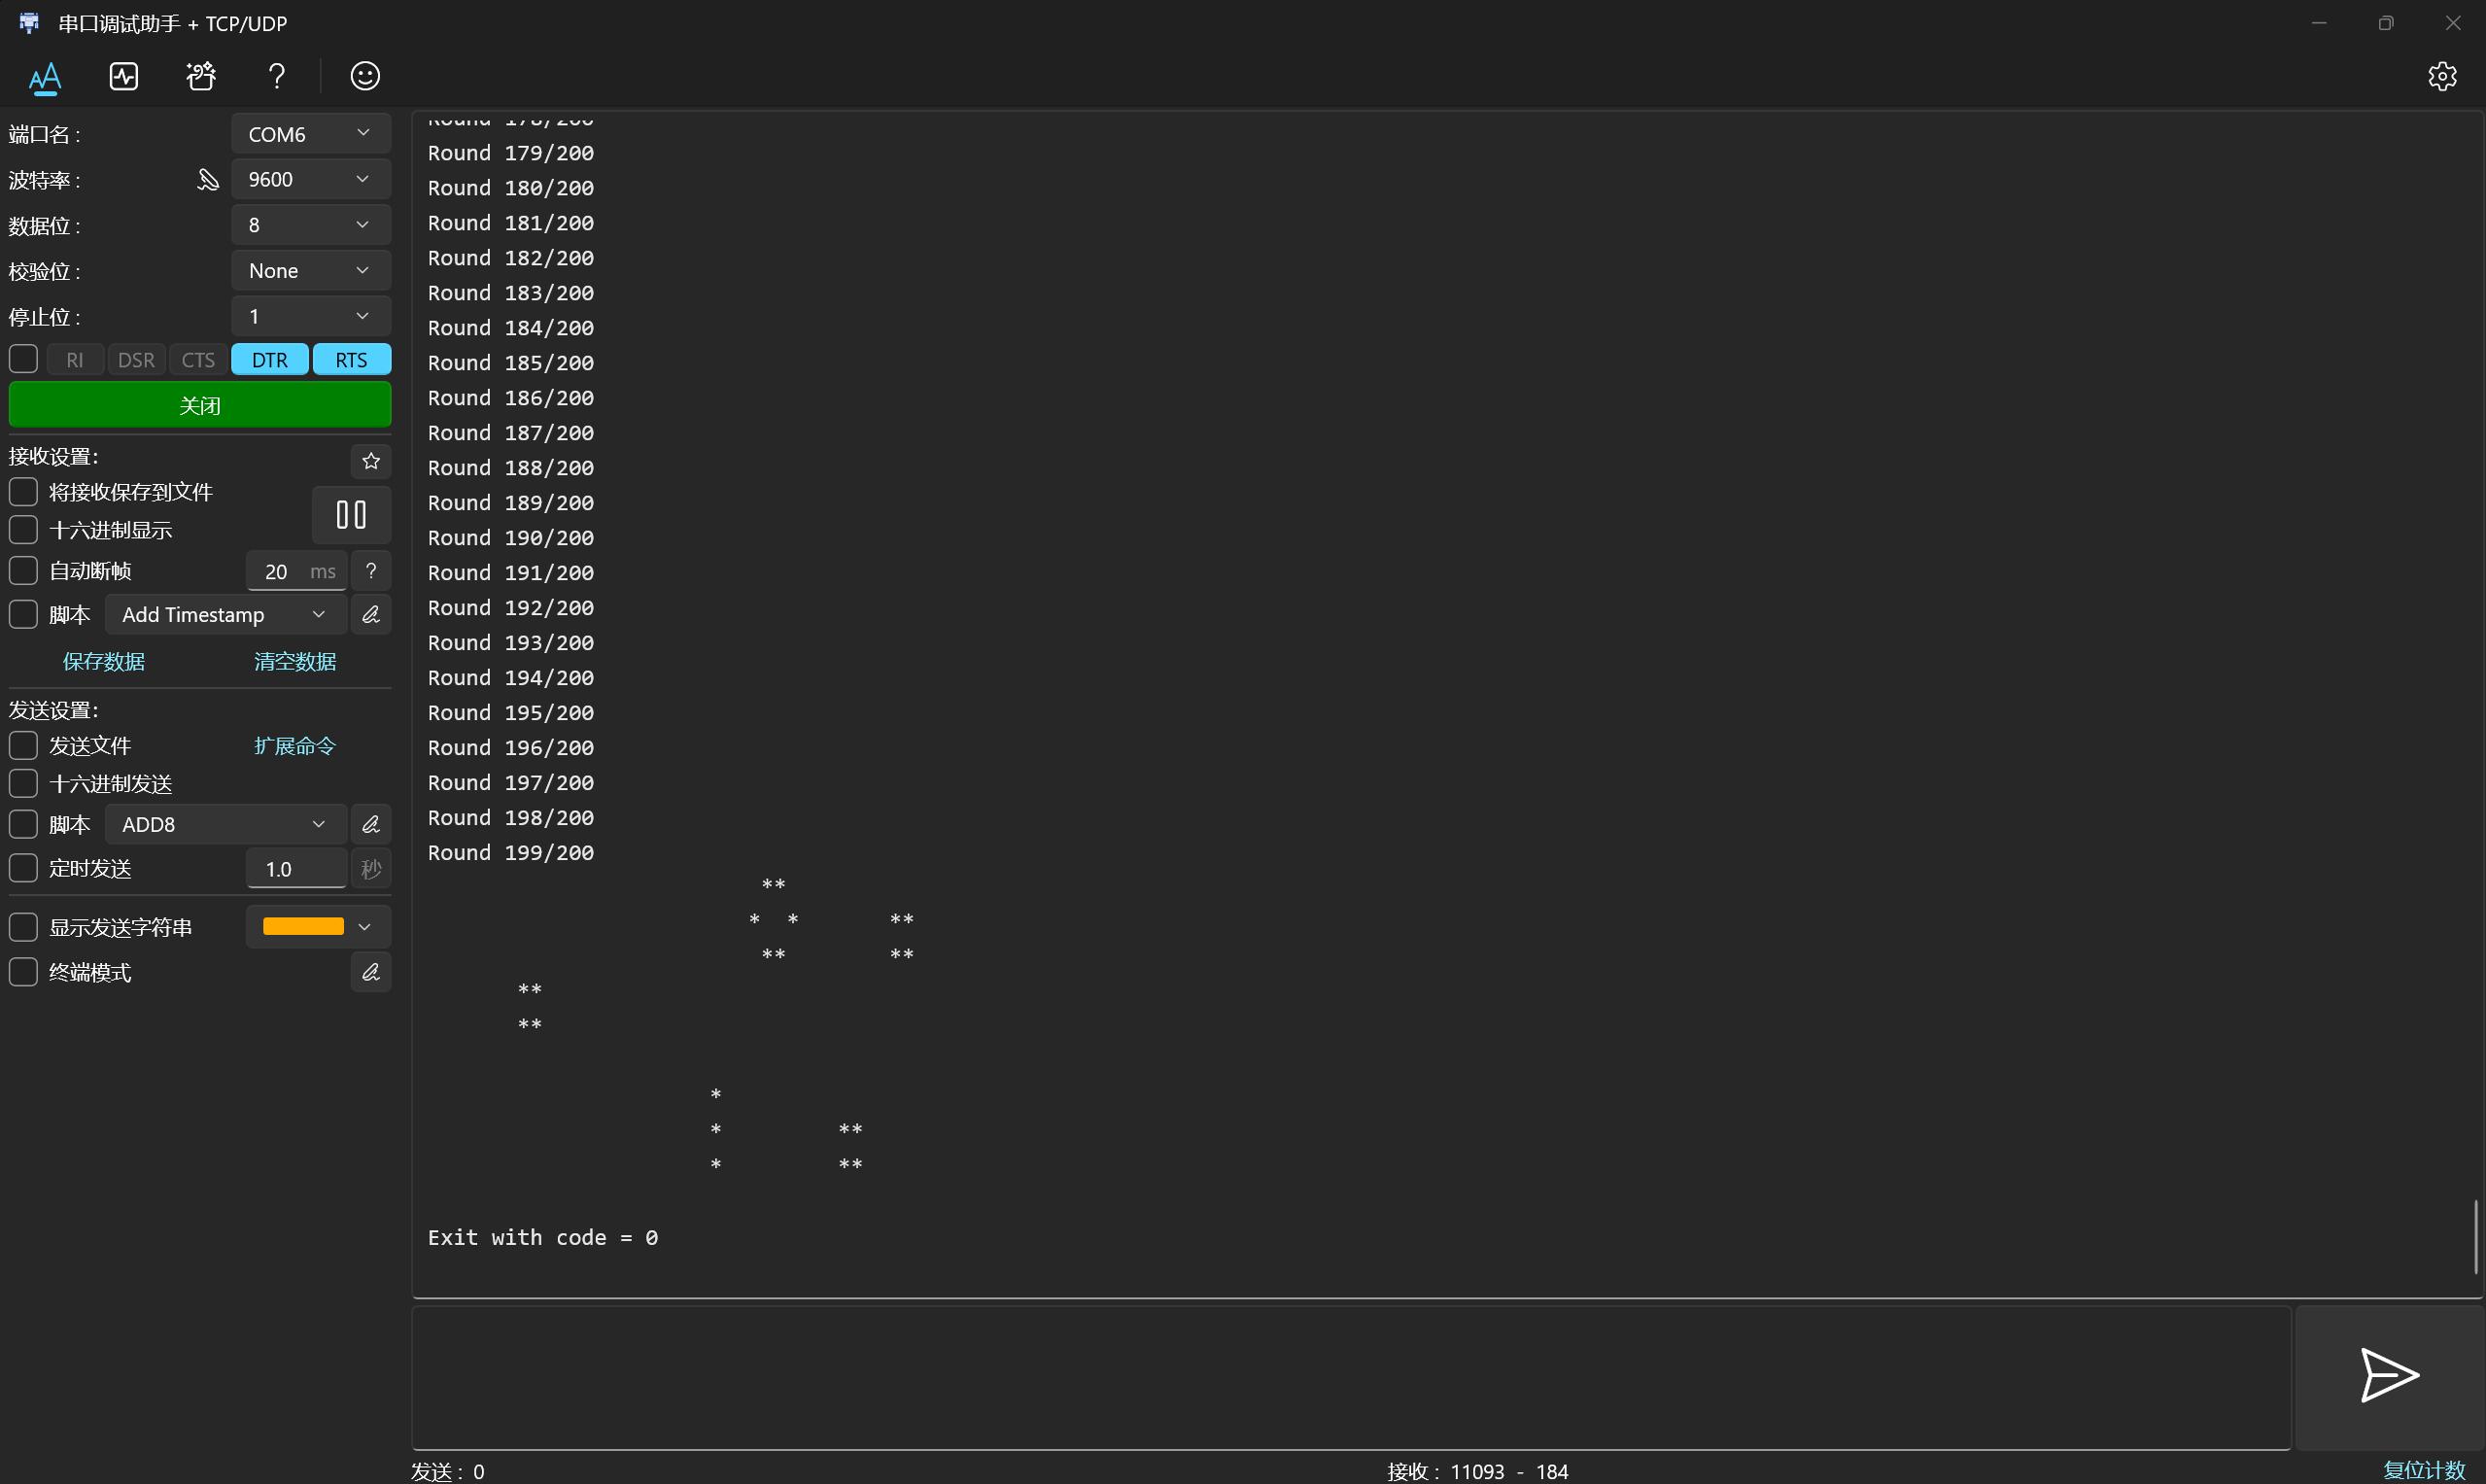 串口调试助手 + TCP/UDP
端口名 :
COM6
波特率 :
9600
数据位 :
8
校验位 :
None
停止位 :
1
RI DSR CTS DTR RTS
关闭
接收设置:
将接收保存到文件
十六进制显示
自动断帧 20 ms ?
脚本 Add Timestamp
保存数据 清空数据
发送设置:
发送文件 扩展命令
十六进制发送
脚本 ADD8
定时发送 1.0 秒
显示发送字符串
终端模式
Round 178/200
Round 179/200
Round 180/200
Round 181/200
Round 182/200
Round 183/200
Round 184/200
Round 185/200
Round 186/200
Round 187/200
Round 188/200
Round 189/200
Round 190/200
Round 191/200
Round 192/200
Round 193/200
Round 194/200
Round 195/200
Round 196/200
Round 197/200
Round 198/200
Round 199/200
                          **
                         *  *       **
                          **        **
       **
       **

                      *
                      *         **
                      *         **

Exit with code = 0
发送 : 0
接收 : 11093 - 184
复位计数